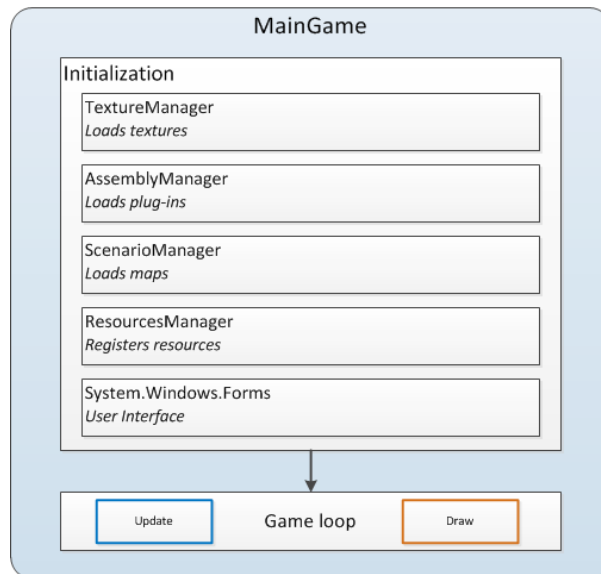 MainGame
Initialization
TextureManager
Loads textures
AssemblyManager
Loads plug-ins
ScenarioManager
Loads maps
ResourcesManager
Registers resources
System.Windows.Forms
User Interface
Update
Game loop
Draw